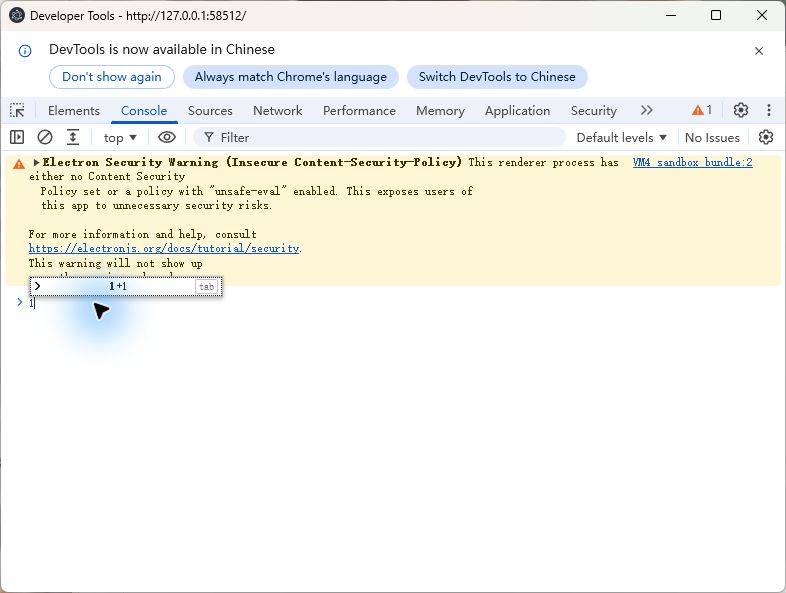 Developer Tools - http://127.0.0.1:58512/
DevTools is now available in Chinese
Don't show again Always match Chrome's language Switch DevTools to Chinese
Elements Console Sources Network Performance Memory Application Security 1
top Filter Default levels No Issues
Electron Security Warning (Insecure Content-Security-Policy) This renderer process has VM4 sandbox bundle:2
either no Content Security
Policy set or a policy with "unsafe-eval" enabled. This exposes users of
this app to unnecessary security risks.
For more information and help, consult
https://electronjs.org/docs/tutorial/security.
This warning will not show up
1+1 tab
1